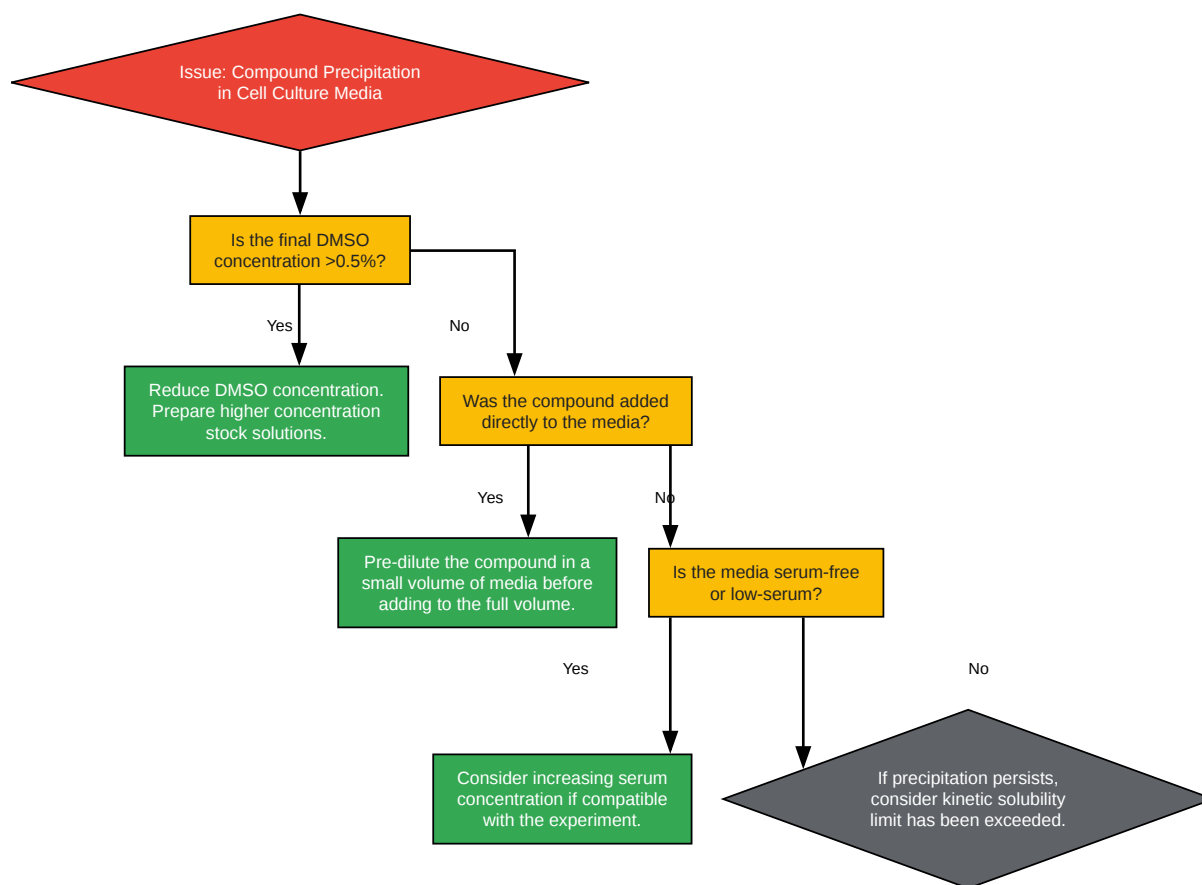 Issue: Compound Precipitation
in Cell Culture Media
Is the final DMSO
concentration >0.5%?
Yes
No
Reduce DMSO concentration.
Prepare higher concentration
stock solutions.
Was the compound added
directly to the media?
Yes
No
Pre-dilute the compound in a
small volume of media before
adding to the full volume.
Is the media serum-free
or low-serum?
Yes
No
Consider increasing serum
concentration if compatible
with the experiment.
If precipitation persists,
consider kinetic solubility
limit has been exceeded.